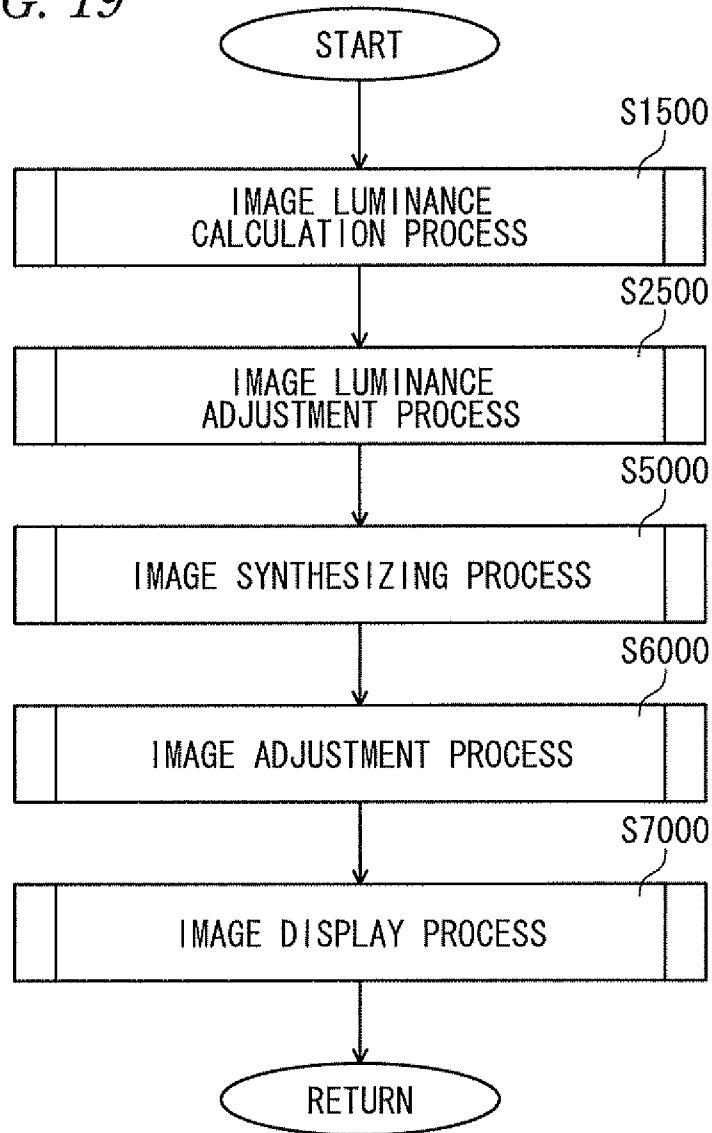 G. 19
START
S1500
IMAGE LUMINANCE
CALCULATION PROCESS
S2500
IMAGE LUMINANCE
ADJUSTMENT PROCESS
S5000
IMAGE SYNTHESIZING PROCESS
S6000
IMAGE ADJUSTMENT PROCESS
S7000
IMAGE DISPLAY PROCESS
RETURN